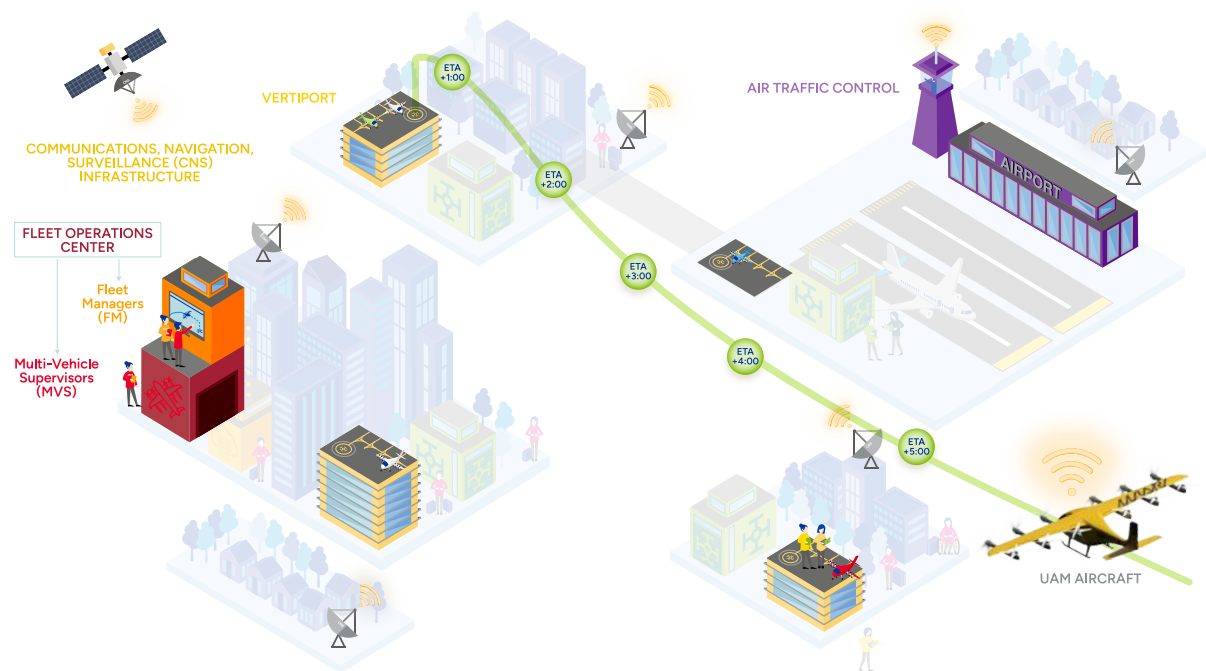 ETA
+1:00
VERTIPORT
AIR TRAFFIC CONTROL
COMMUNICATIONS, NAVIGATION,
SURVEILLANCE (CNS)
INFRASTRUCTURE
AIRPORT
ETA
+2:00
FLEET OPERATIONS
CENTER
ETA
+3:00
Fleet
Managers
(FM)
ETA
+4:00
Multi-Vehicle
Supervisors
(MVS)
ETA
+5:00
UAM AIRCRAFT